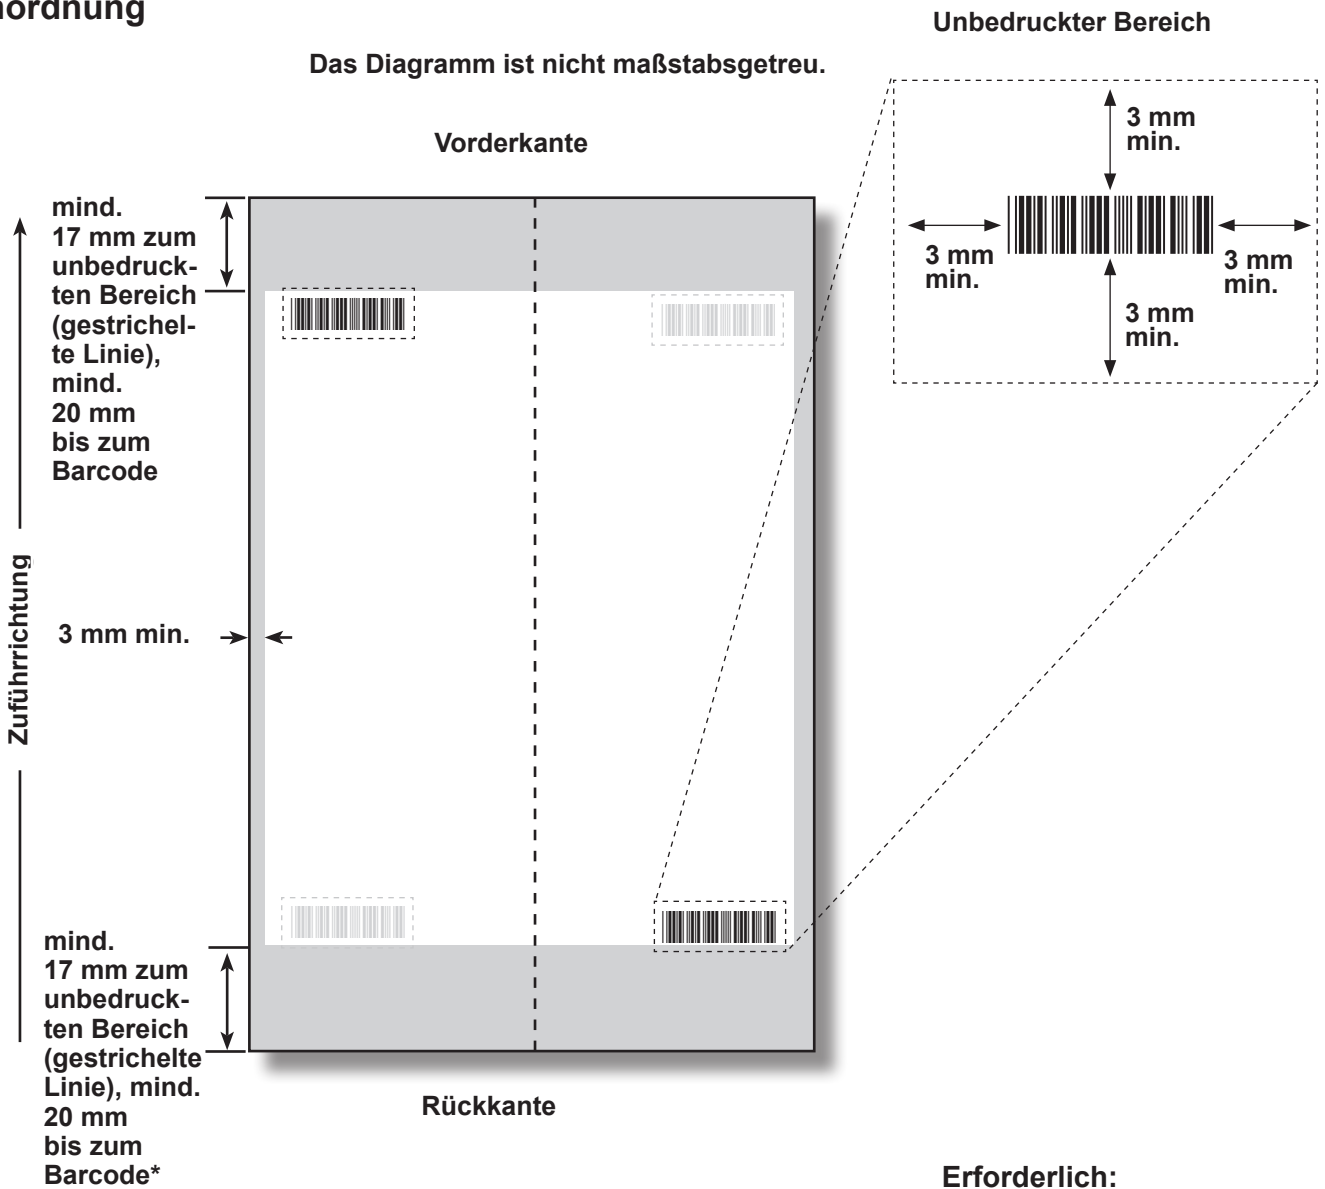 Unbedruckter Bereich
Das Diagramm ist nicht maßstabsgetreu.
Vorderkante
3 mm
min.
3 mm
min.
3 mm
min.
3 mm
min.
mind.
17 mm zum
unbedruck-
ten Bereich
(gestrichel-
te Linie),
mind.
20 mm
bis zum
Barcode
Zuführrichtung
3 mm min.
mind.
17 mm zum
unbedruck-
ten Bereich
(gestrichelte
Linie), mind.
20 mm
bis zum
Barcode*
Rückkante
Erforderlich: